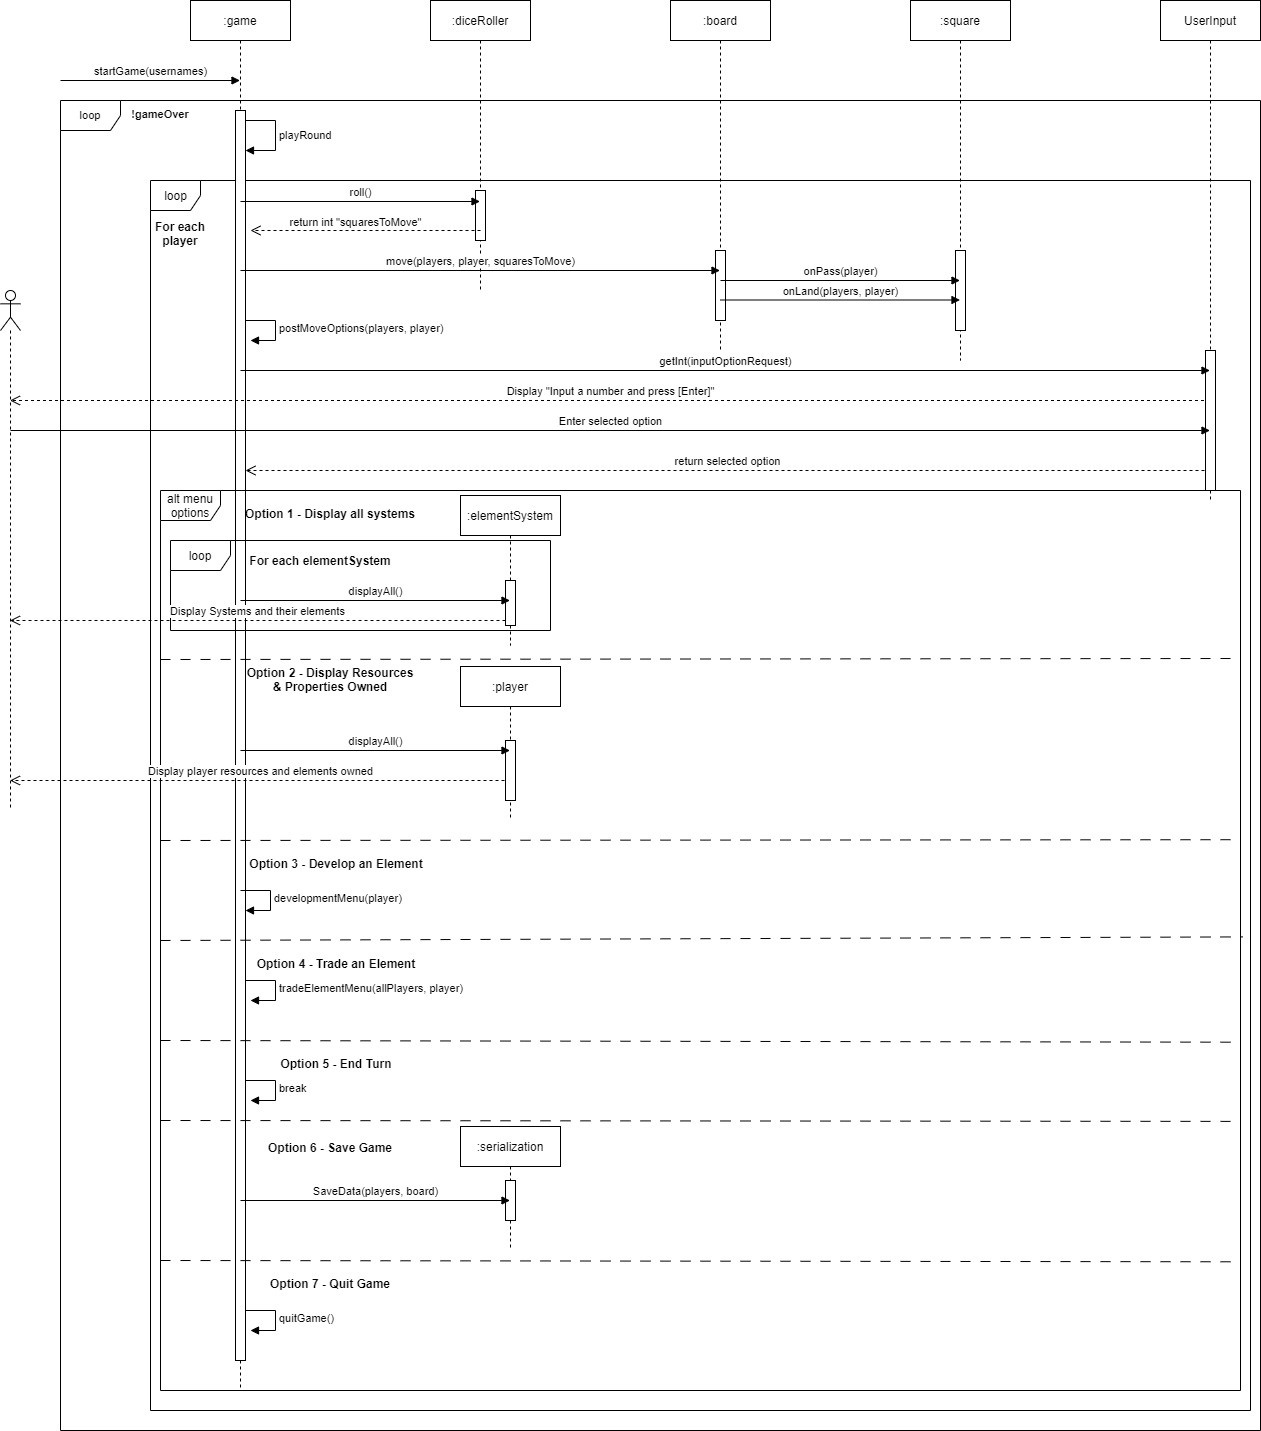 :game
:diceRoller
:board
:square
UserInput
startGame(usernames)
loop
!gameOver
playRound
loop
For each
player
roll()
return int "squaresToMove"
move(players, player, squaresToMove)
onPass(player)
onLand(players, player)
postMoveOptions(players, player)
getInt(inputOptionRequest)
Display "Input a number and press [Enter]"
Enter selected option
return selected option
alt menu
options
Option 1 - Display all systems
:elementSystem
loop
For each elementSystem
displayAll()
Display Systems and their elements
Option 2 - Display Resources
& Properties Owned
:player
displayAll()
Display player resources and elements owned
Option 3 - Develop an Element
developmentMenu(player)
Option 4 - Trade an Element
tradeElementMenu(allPlayers, player)
Option 5 - End Turn
break
Option 6 - Save Game
:serialization
SaveData(players, board)
Option 7 - Quit Game
quitGame()